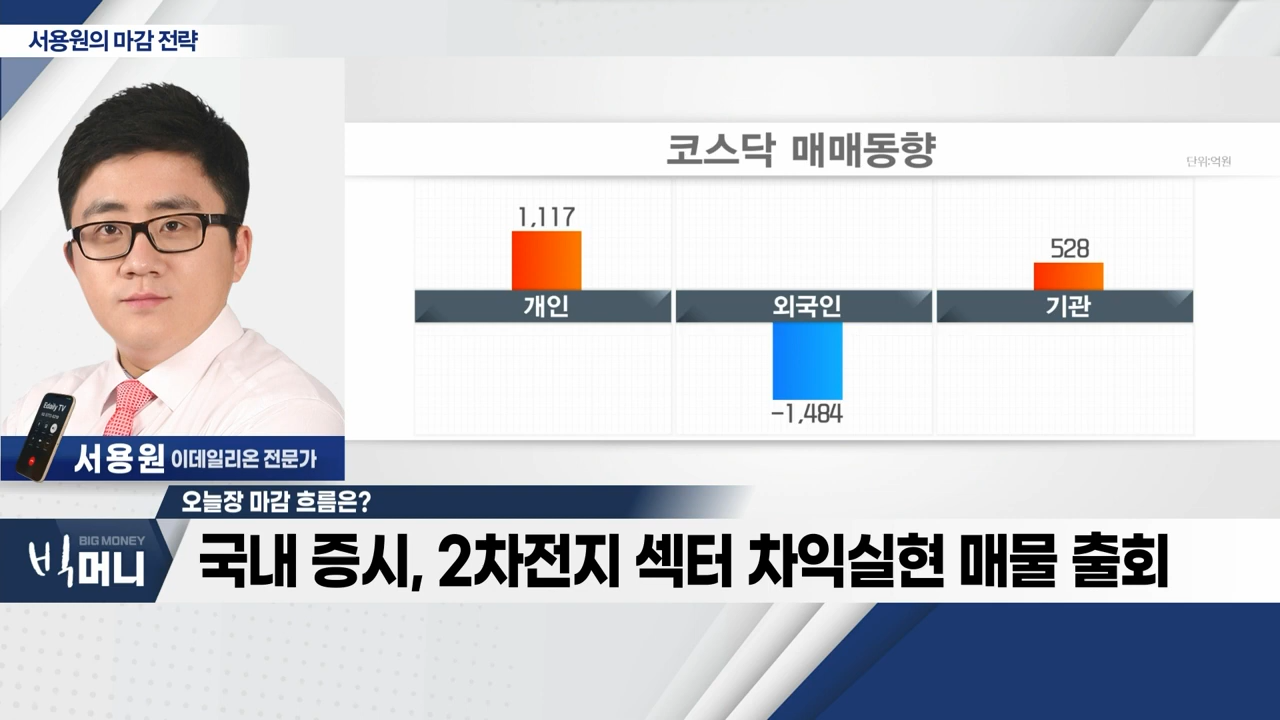 서용원의 마감 전략
코스닥 매매동향
단위:억원
1,117
528
개인
외국인
기관
-1,484
Edaily TV
서용원 이데일리온 전문가
오늘장 마감 흐름은?
BIG MONEY
빅머니
국내 증시, 2차전지 섹터 차익실현 매물 출회